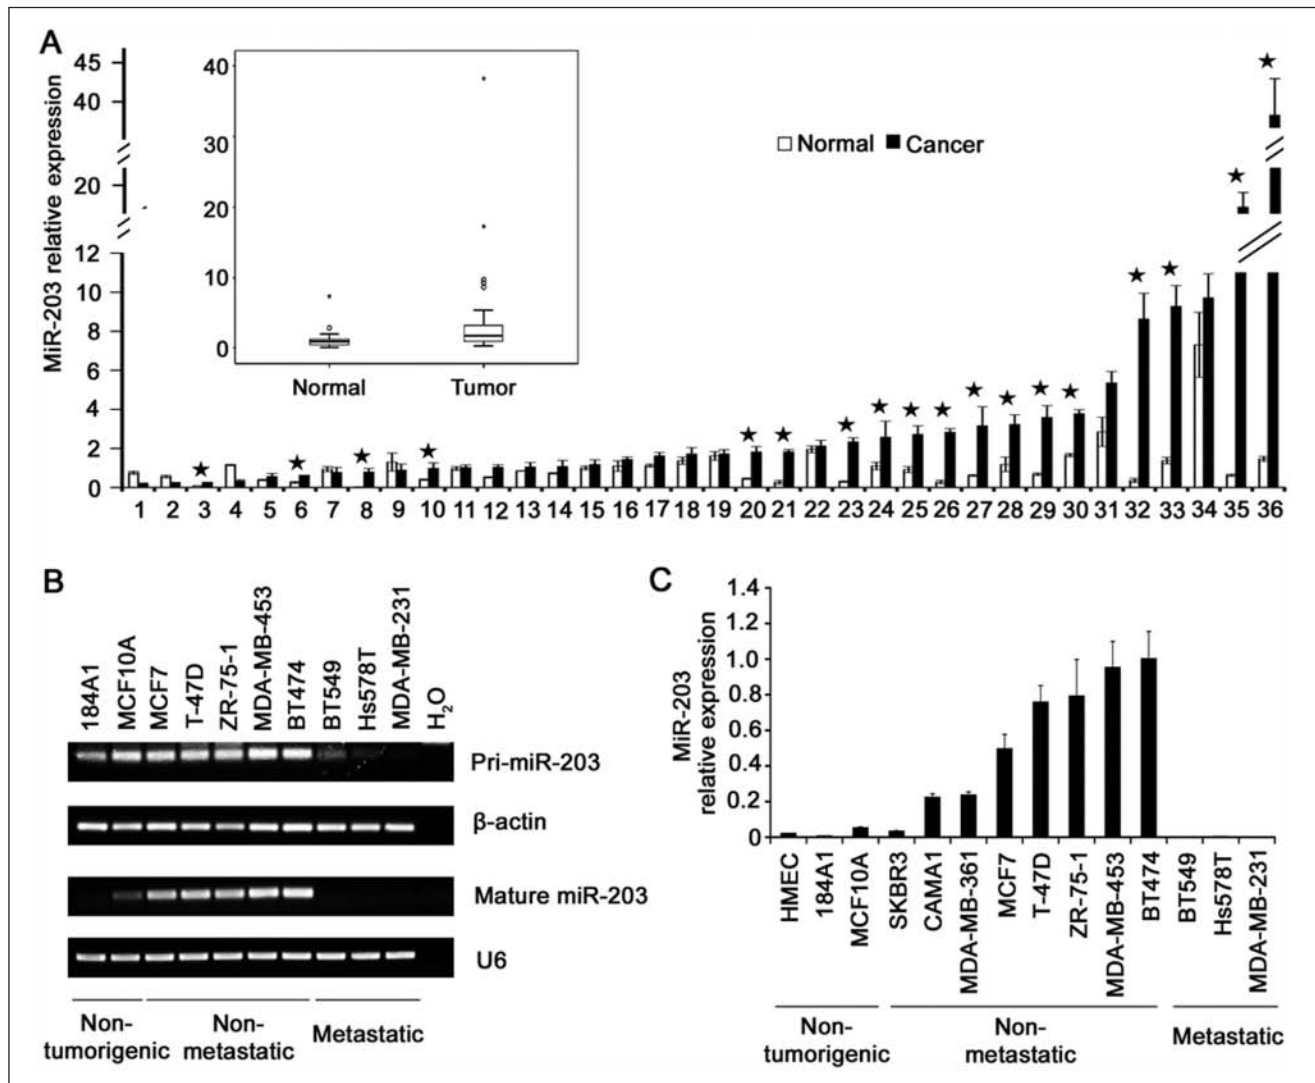 A
MiR-203 relative expression
45
40
20
12
10
8
6
4
2
0
40
30
20
10
0
Normal Tumor
Normal Cancer
1 2 3 4 5 6 7 8 9 10 11 12 13 14 15 16 17 18 19 20 21 22 23 24 25 26 27 28 29 30 31 32 33 34 35 36
B
184A1
MCF10A
MCF7
T-47D
ZR-75-1
MDA-MB-453
BT474
BT549
Hs578T
MDA-MB-231
H₂O
Pri-miR-203
β-actin
Mature miR-203
U6
Non-
tumorigenic
Non-
metastatic
Metastatic
C
MiR-203
relative expression
1.4
1.2
1.0
0.8
0.6
0.4
0.2
0
HMEC
184A1
MCF10A
SKBR3
CAMA1
MDA-MB-361
MCF7
T-47D
ZR-75-1
MDA-MB-453
BT474
BT549
Hs578T
MDA-MB-231
Non-
tumorigenic
Non-
metastatic
Metastatic